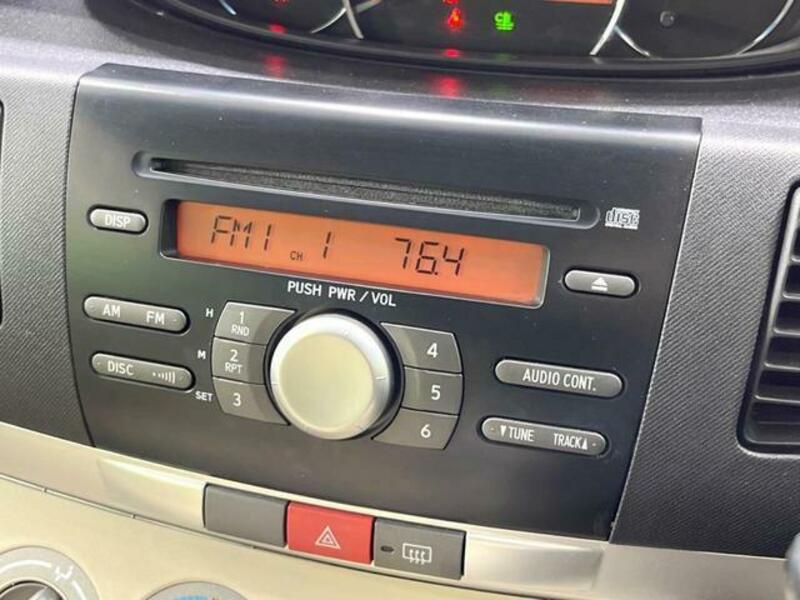 disc
DISP
FM1 CH 1 76.4
PUSH PWR / VOL
AM FM
H 1 RND
M 2 RPT
SET 3
4
5
6
DISC
AUDIO CONT.
▼TUNE TRACK▲